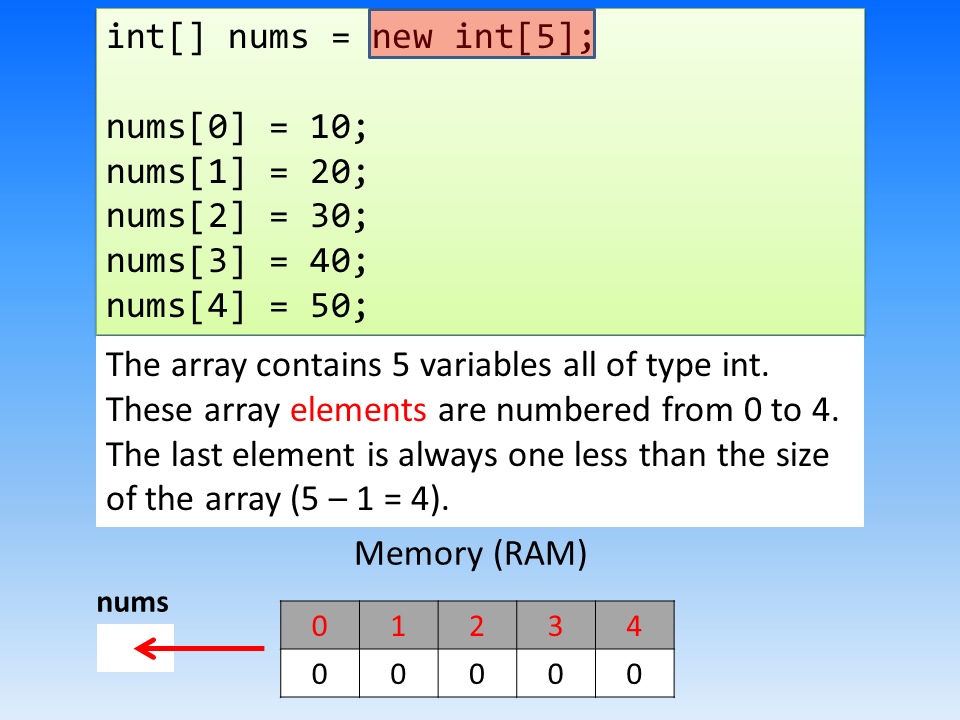 int[] nums = new int[5];
nums[0] = 10;
nums[1] = 20;
nums[2] = 30;
nums[3] = 40;
nums[4] = 50;
The array contains 5 variables all of type int.
These array elements are numbered from 0 to 4.
The last element is always one less than the size
of the array (5 – 1 = 4).
Memory (RAM)
nums
0 1 2 3 4
0 0 0 0 0